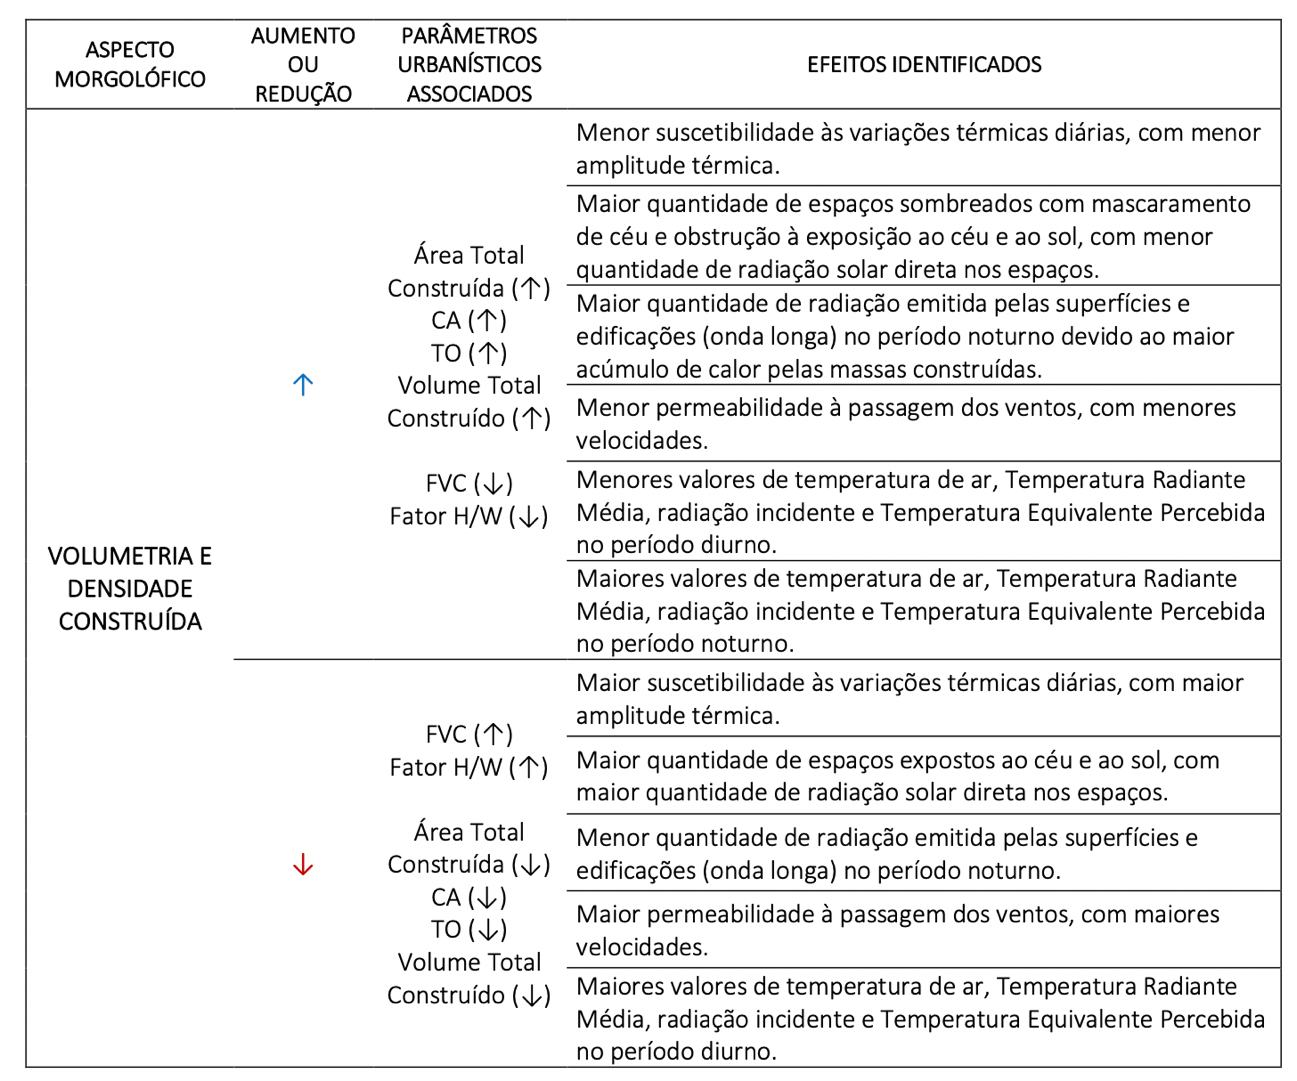 ASPECTO
MORGOLÓFICO
AUMENTO
OU
REDUÇÃO
PARÂMETROS
URBANÍSTICOS
ASSOCIADOS
EFEITOS IDENTIFICADOS
VOLUMETRIA E
DENSIDADE
CONSTRUÍDA
↑
Área Total
Construída (↑)
CA (↑)
TO (↑)
Volume Total
Construído (↑)
FVC (↓)
Fator H/W (↓)
Menor suscetibilidade às variações térmicas diárias, com menor
amplitude térmica.
Maior quantidade de espaços sombreados com mascaramento
de céu e obstrução à exposição ao céu e ao sol, com menor
quantidade de radiação solar direta nos espaços.
Maior quantidade de radiação emitida pelas superfícies e
edificações (onda longa) no período noturno devido ao maior
acúmulo de calor pelas massas construídas.
Menor permeabilidade à passagem dos ventos, com menores
velocidades.
Menores valores de temperatura de ar, Temperatura Radiante
Média, radiação incidente e Temperatura Equivalente Percebida
no período diurno.
Maiores valores de temperatura de ar, Temperatura Radiante
Média, radiação incidente e Temperatura Equivalente Percebida
no período noturno.
↓
FVC (↑)
Fator H/W (↑)
Área Total
Construída (↓)
CA (↓)
TO (↓)
Volume Total
Construído (↓)
Maior suscetibilidade às variações térmicas diárias, com maior
amplitude térmica.
Maior quantidade de espaços expostos ao céu e ao sol, com
maior quantidade de radiação solar direta nos espaços.
Menor quantidade de radiação emitida pelas superfícies e
edificações (onda longa) no período noturno.
Maior permeabilidade à passagem dos ventos, com maiores
velocidades.
Maiores valores de temperatura de ar, Temperatura Radiante
Média, radiação incidente e Temperatura Equivalente Percebida
no período diurno.